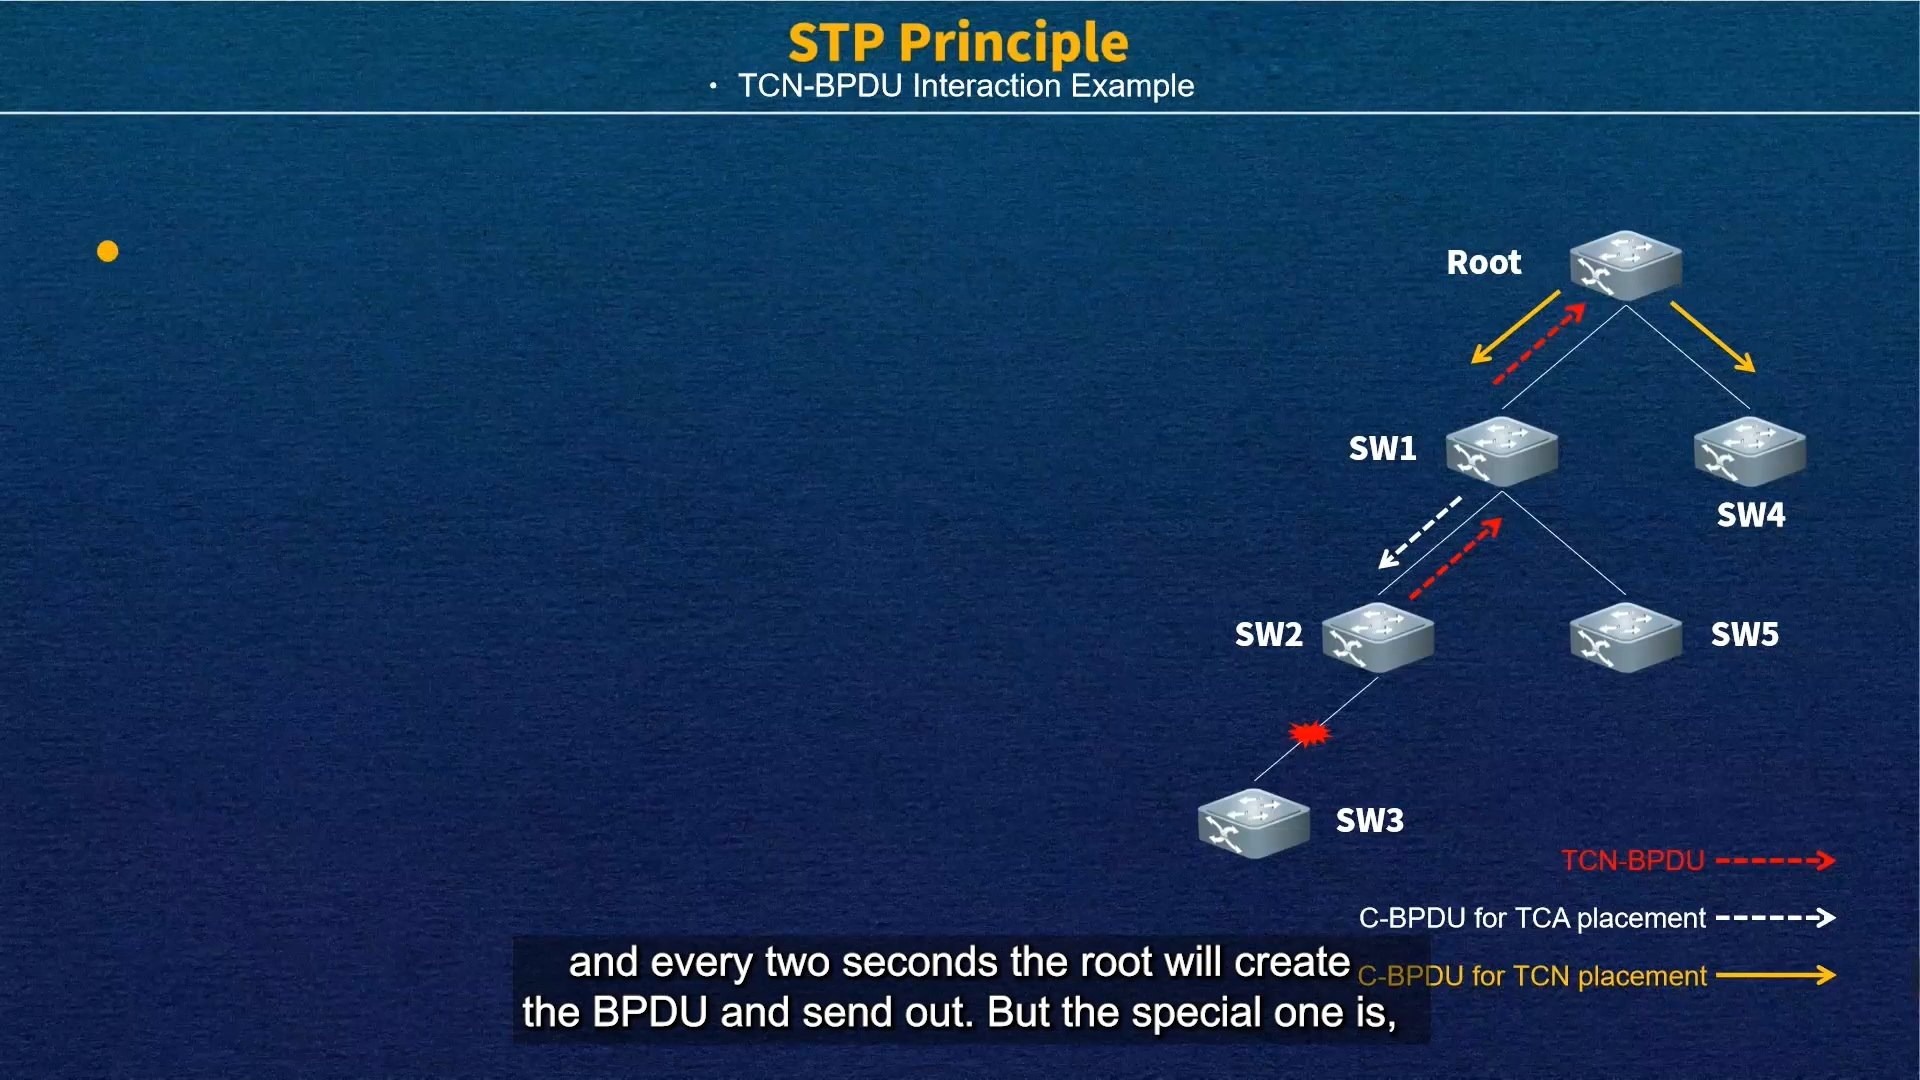 STP Principle
• TCN-BPDU Interaction Example
Root
SW1
SW4
SW2
SW5
SW3
TCN-BPDU
C-BPDU for TCA placement
C-BPDU for TCN placement
and every two seconds the root will create
the BPDU and send out. But the special one is,